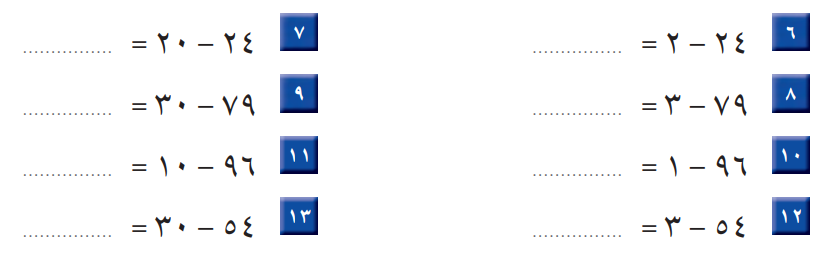 ٦ ٢٤ – ٢ = ................ ٧ ٢٤ – ٢٠ = ................
٨ ٧٩ – ٣ = ................ ٩ ٧٩ – ٣٠ = ................
١٠ ٩٦ – ١ = ................ ١١ ٩٦ – ١٠ = ................
١٢ ٥٤ – ٣ = ................ ١٣ ٥٤ – ٣٠ = ................